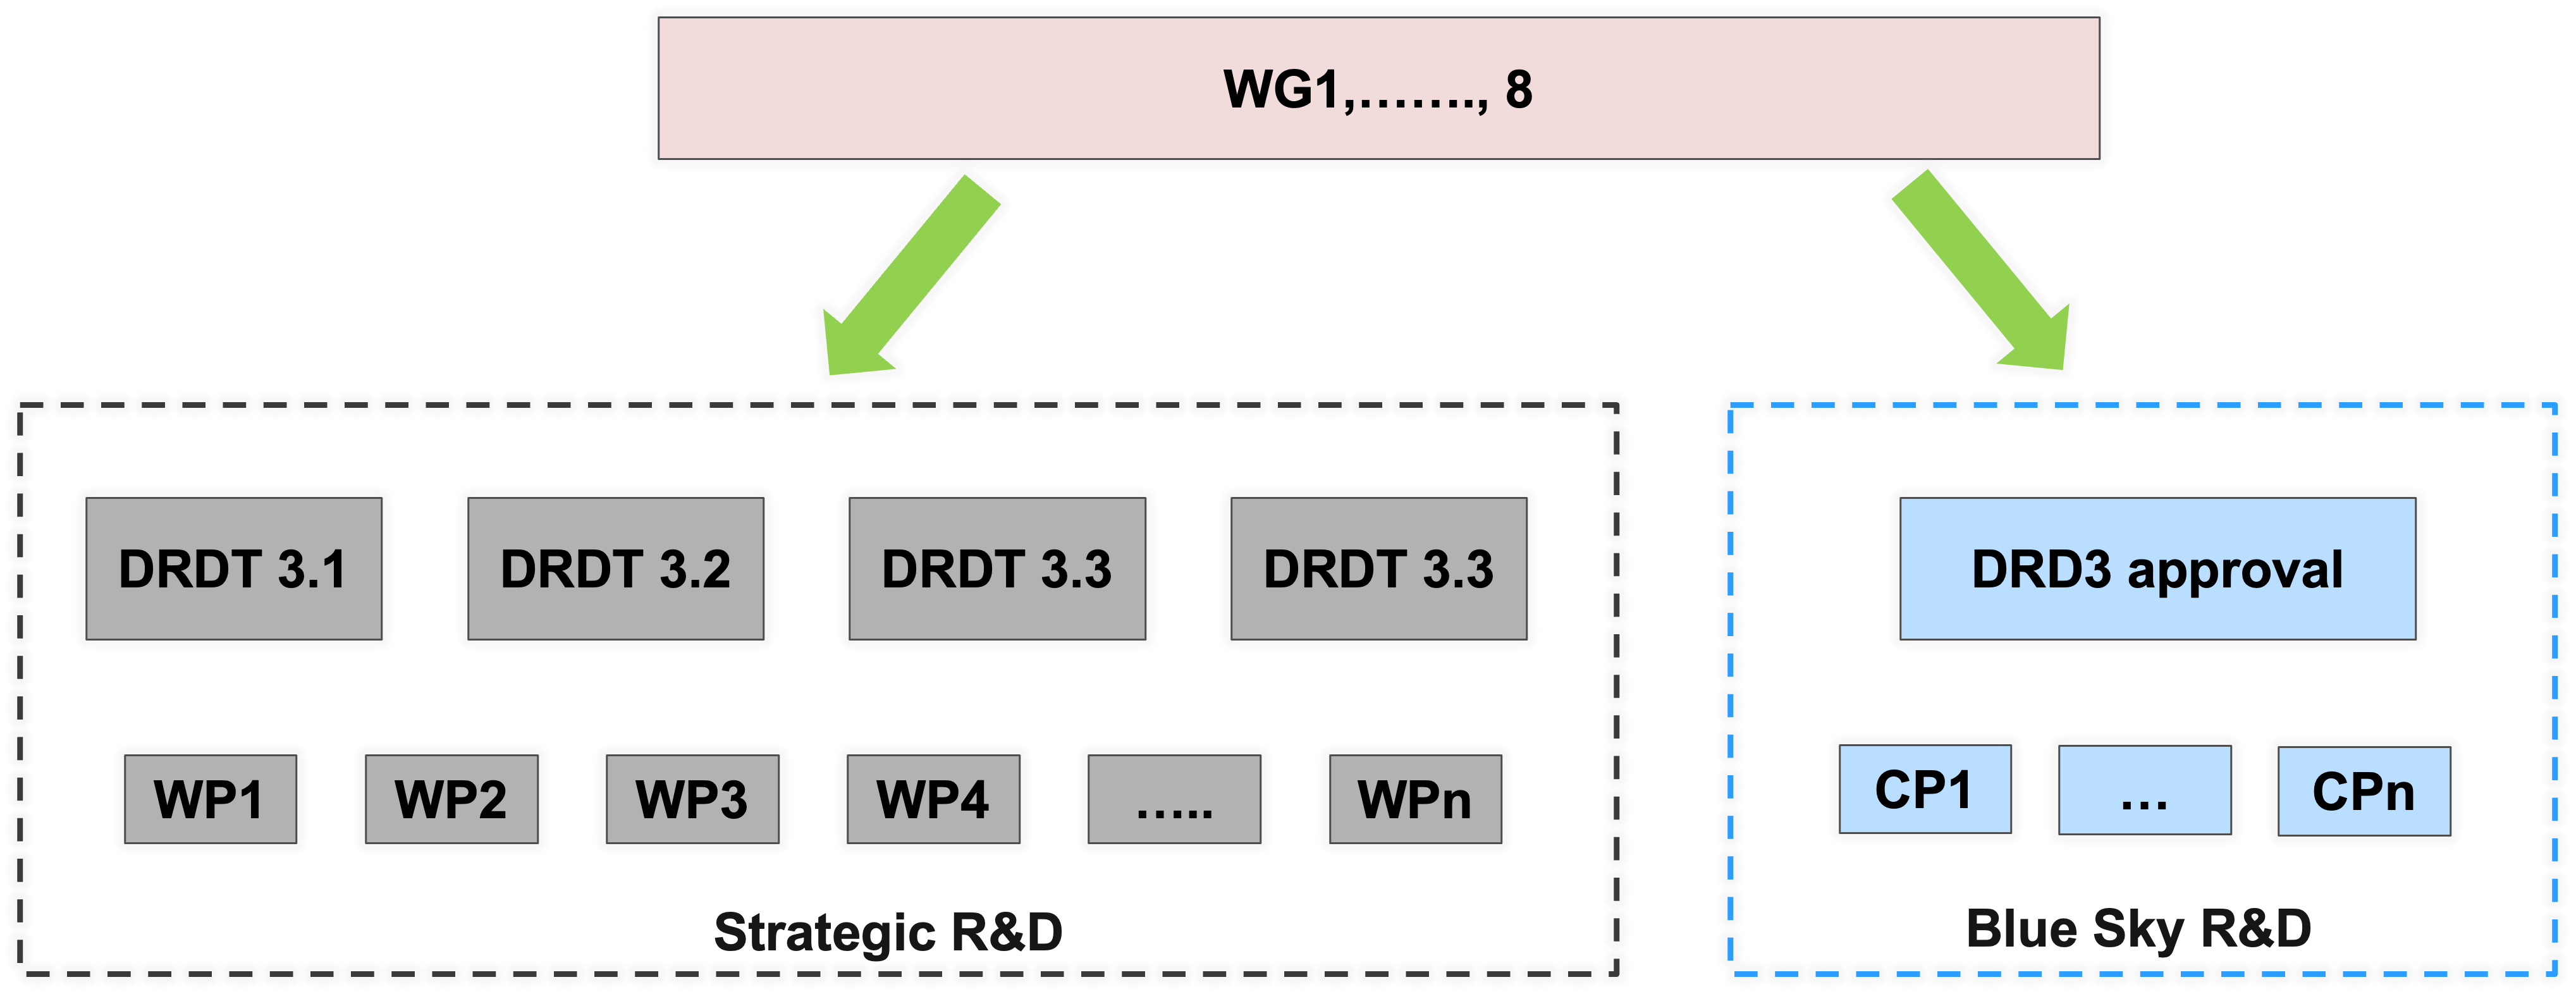 WG1,…….., 8
DRDT 3.1
DRDT 3.2
DRDT 3.3
DRDT 3.3
DRD3 approval
WP1
WP2
WP3
WP4
…..
WPn
CP1
…
CPn
Strategic R&D
Blue Sky R&D